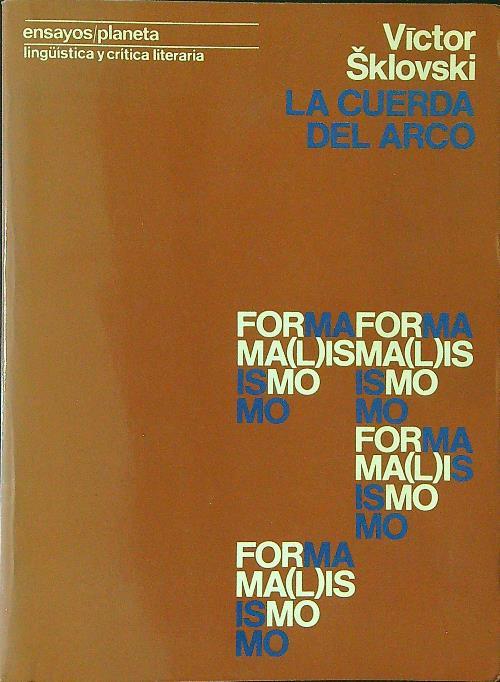 ensayos/planeta
lingüística y crítica literaria
Víctor
Šklovski
LA CUERDA
DEL ARCO
FORMAFORMA
MA(L)ISMA(L)IS
ISMO ISMO
MO MO
FORMA
MA(L)IS
ISMO
MO
FORMA
MA(L)IS
ISMO
MO